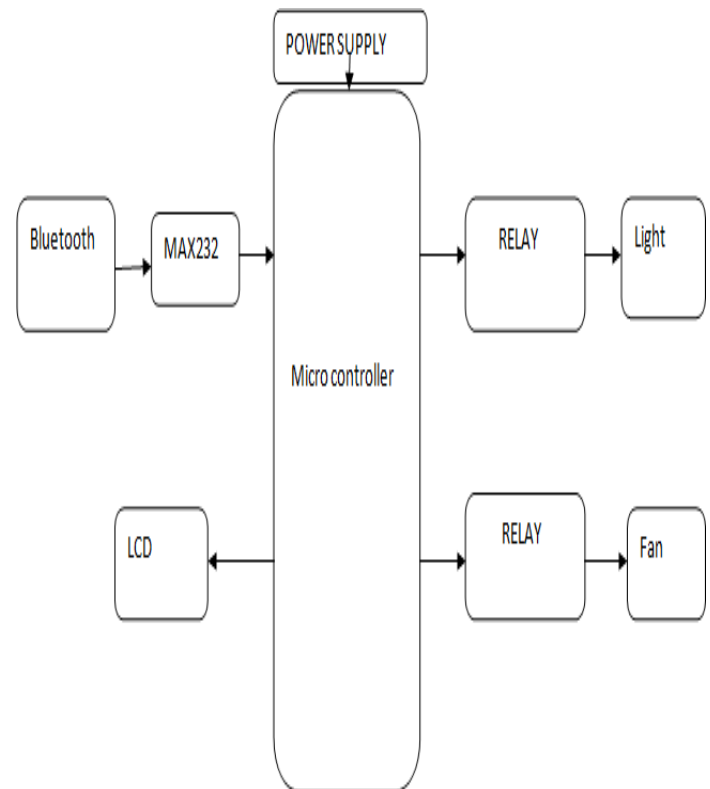 POWER SUPPLY
Bluetooth
MAX232
RELAY
Light
Micro controller
LCD
RELAY
Fan